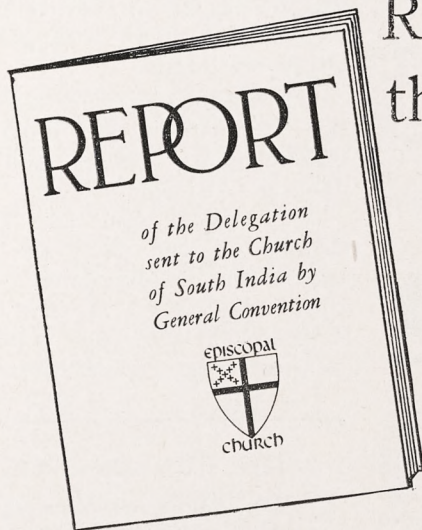 REPORT
of the Delegation
sent to the Church
of South India by
General Convention
episcopal
church